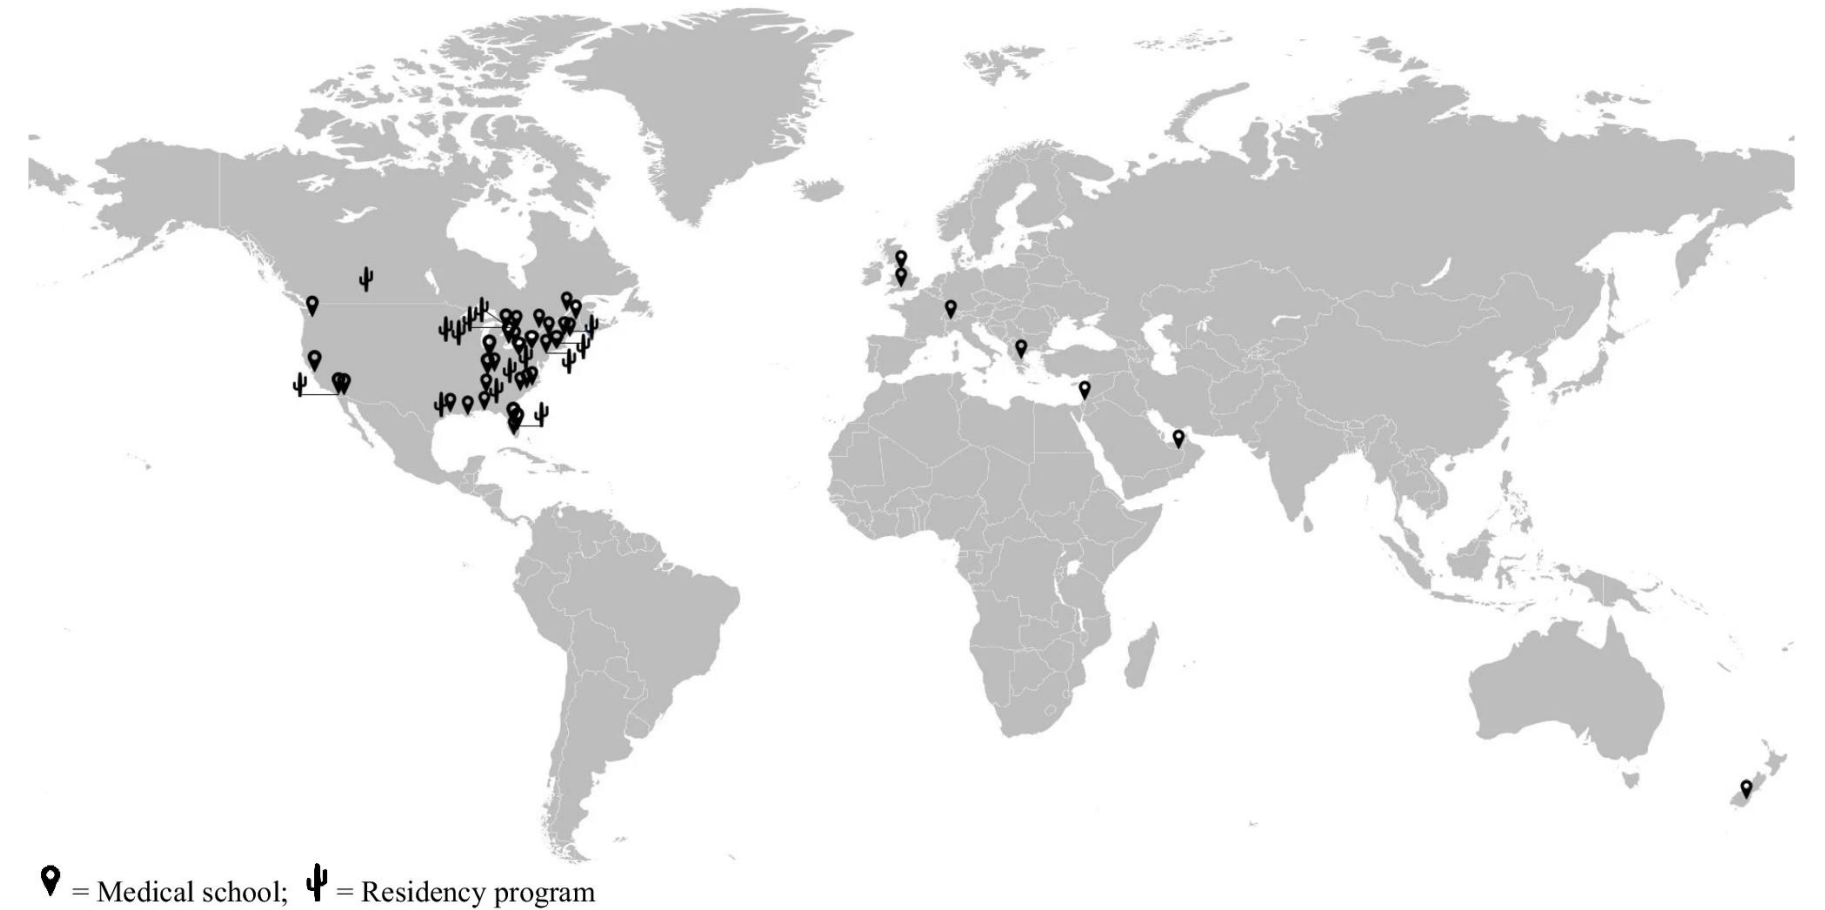 = Medical school; = Residency program